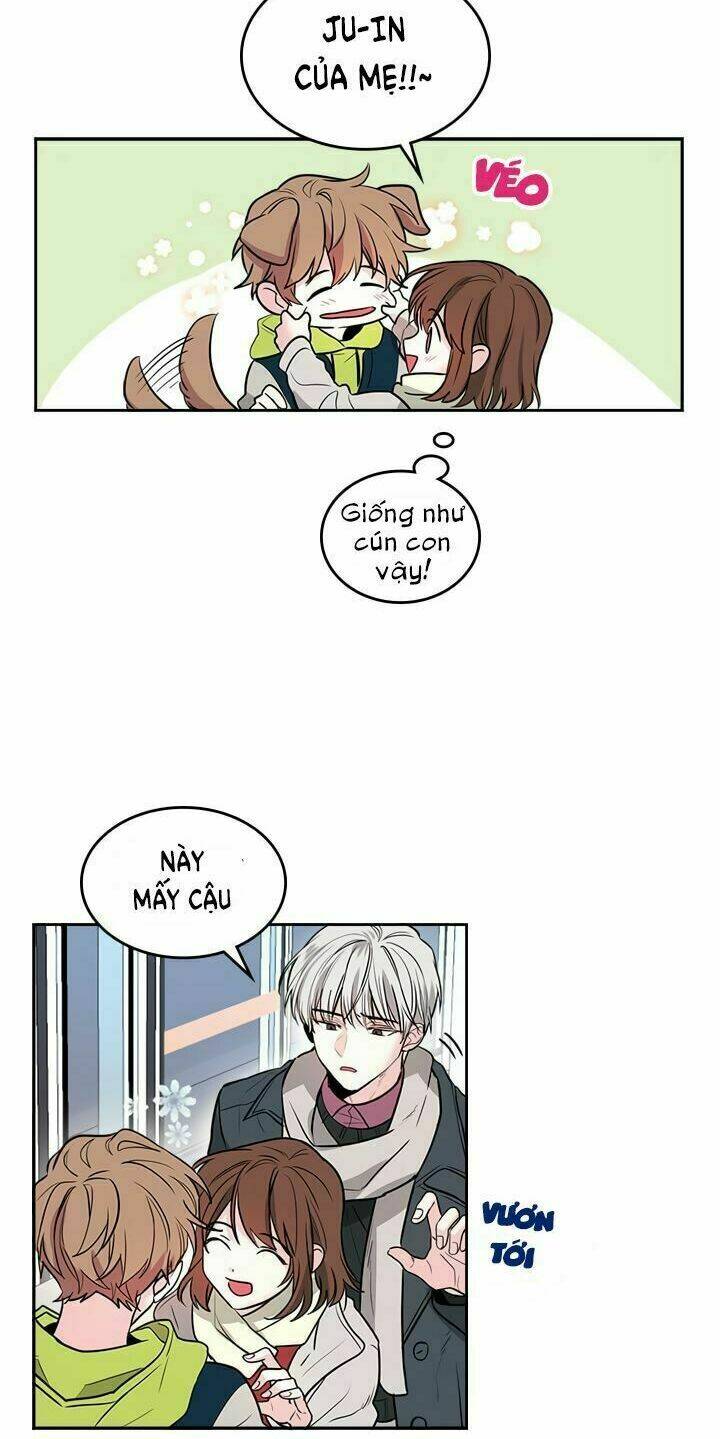 JU-IN
CỦA MẸ!!~
VÉO
Giống như
cún con
vậy!
NÀY
MẤY CẬU
VƯƠN
TỚI